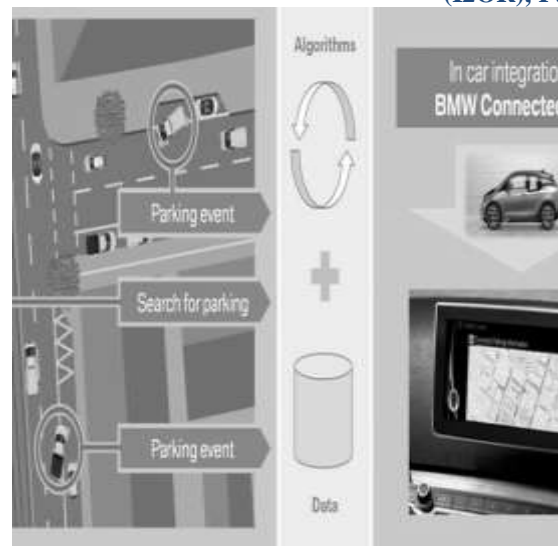 Algorithms
In car integratio
BMW Connecte
Parking event
Search for parking
Parking event
Data